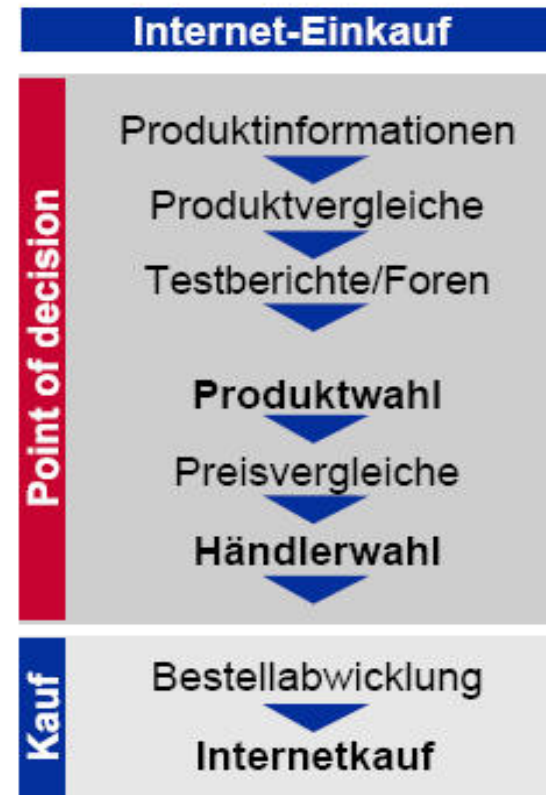 Internet-Einkauf
Point of decision
Produktinformationen
Produktvergleiche
Testberichte/Foren
Produktwahl
Preisvergleiche
Händlerwahl
Kauf
Bestellabwicklung
Internetkauf